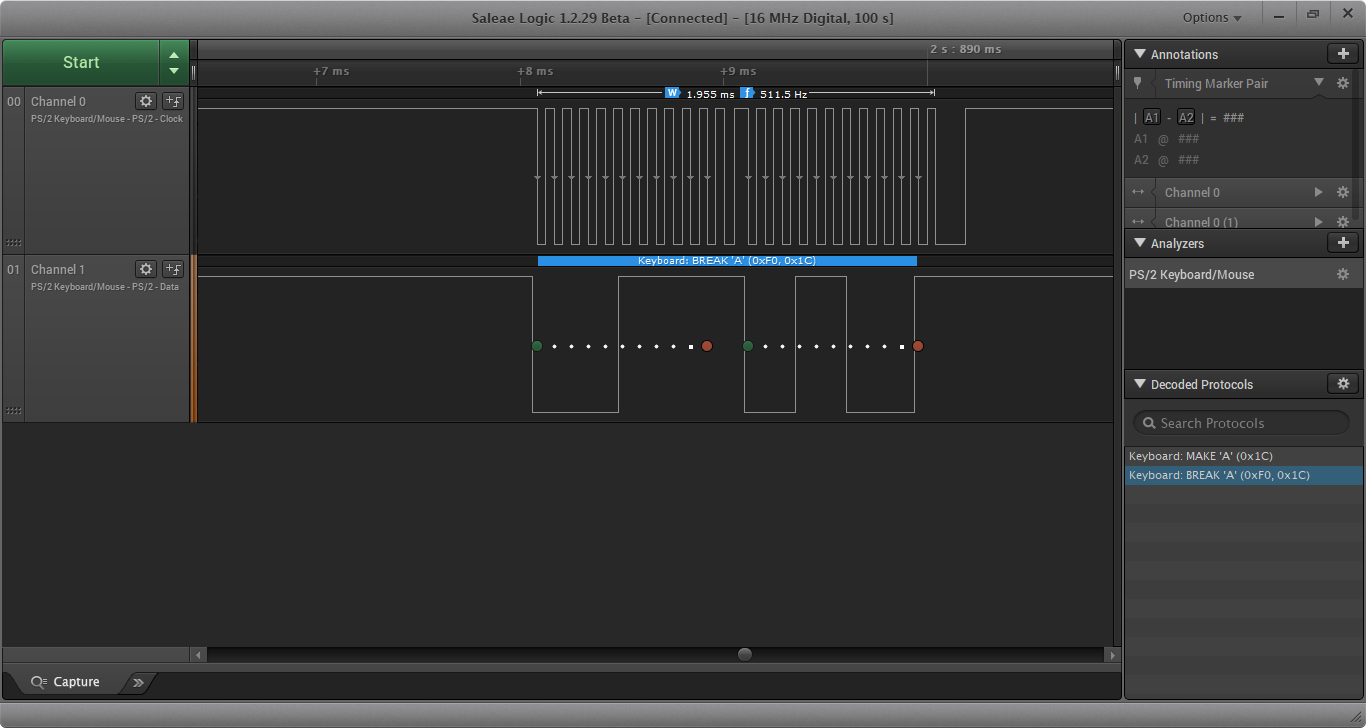 Saleae Logic 1.2.29 Beta - [Connected] - [16 MHz Digital, 100 s]
Options
Start
2 s : 890 ms
+7 ms
+8 ms
+9 ms
W 1.955 ms f 511.5 Hz
00
Channel 0
PS/2 Keyboard/Mouse - PS/2 - Clock
01
Channel 1
PS/2 Keyboard/Mouse - PS/2 - Data
Keyboard: BREAK 'A' (0xF0, 0x1C)
Capture
Annotations
Timing Marker Pair
| A1 - A2 | = ###
A1 @ ###
A2 @ ###
Channel 0
Channel 0 (1)
Analyzers
PS/2 Keyboard/Mouse
Decoded Protocols
Search Protocols
Keyboard: MAKE 'A' (0x1C)
Keyboard: BREAK 'A' (0xF0, 0x1C)